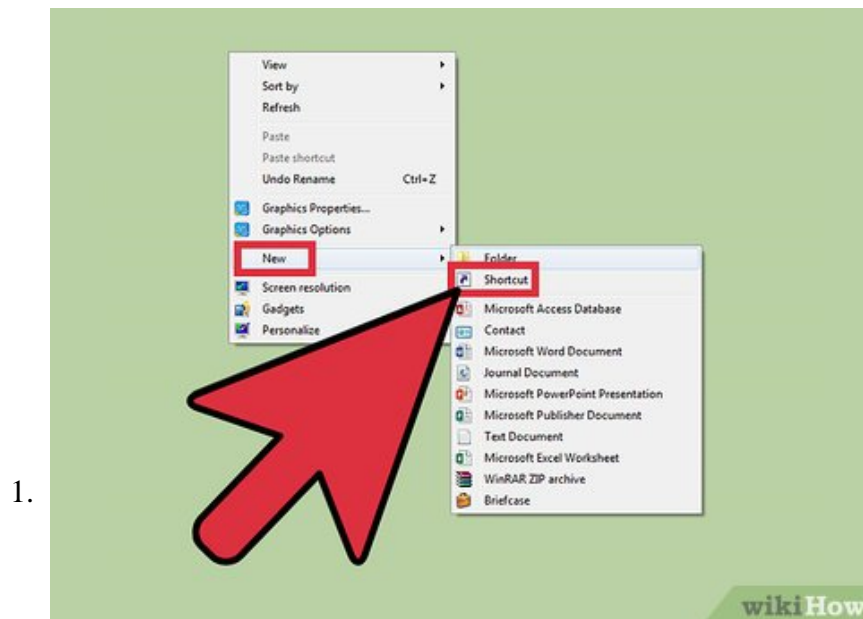 View
Sort by
Refresh
Paste
Paste shortcut
Undo Rename Ctrl+Z
Graphics Properties...
Graphics Options
New
Screen resolution
Gadgets
Personalize
Folder
Shortcut
Microsoft Access Database
Contact
Microsoft Word Document
Journal Document
Microsoft PowerPoint Presentation
Microsoft Publisher Document
Text Document
Microsoft Excel Worksheet
WinRAR ZIP archive
Briefcase
1.
wikiHow